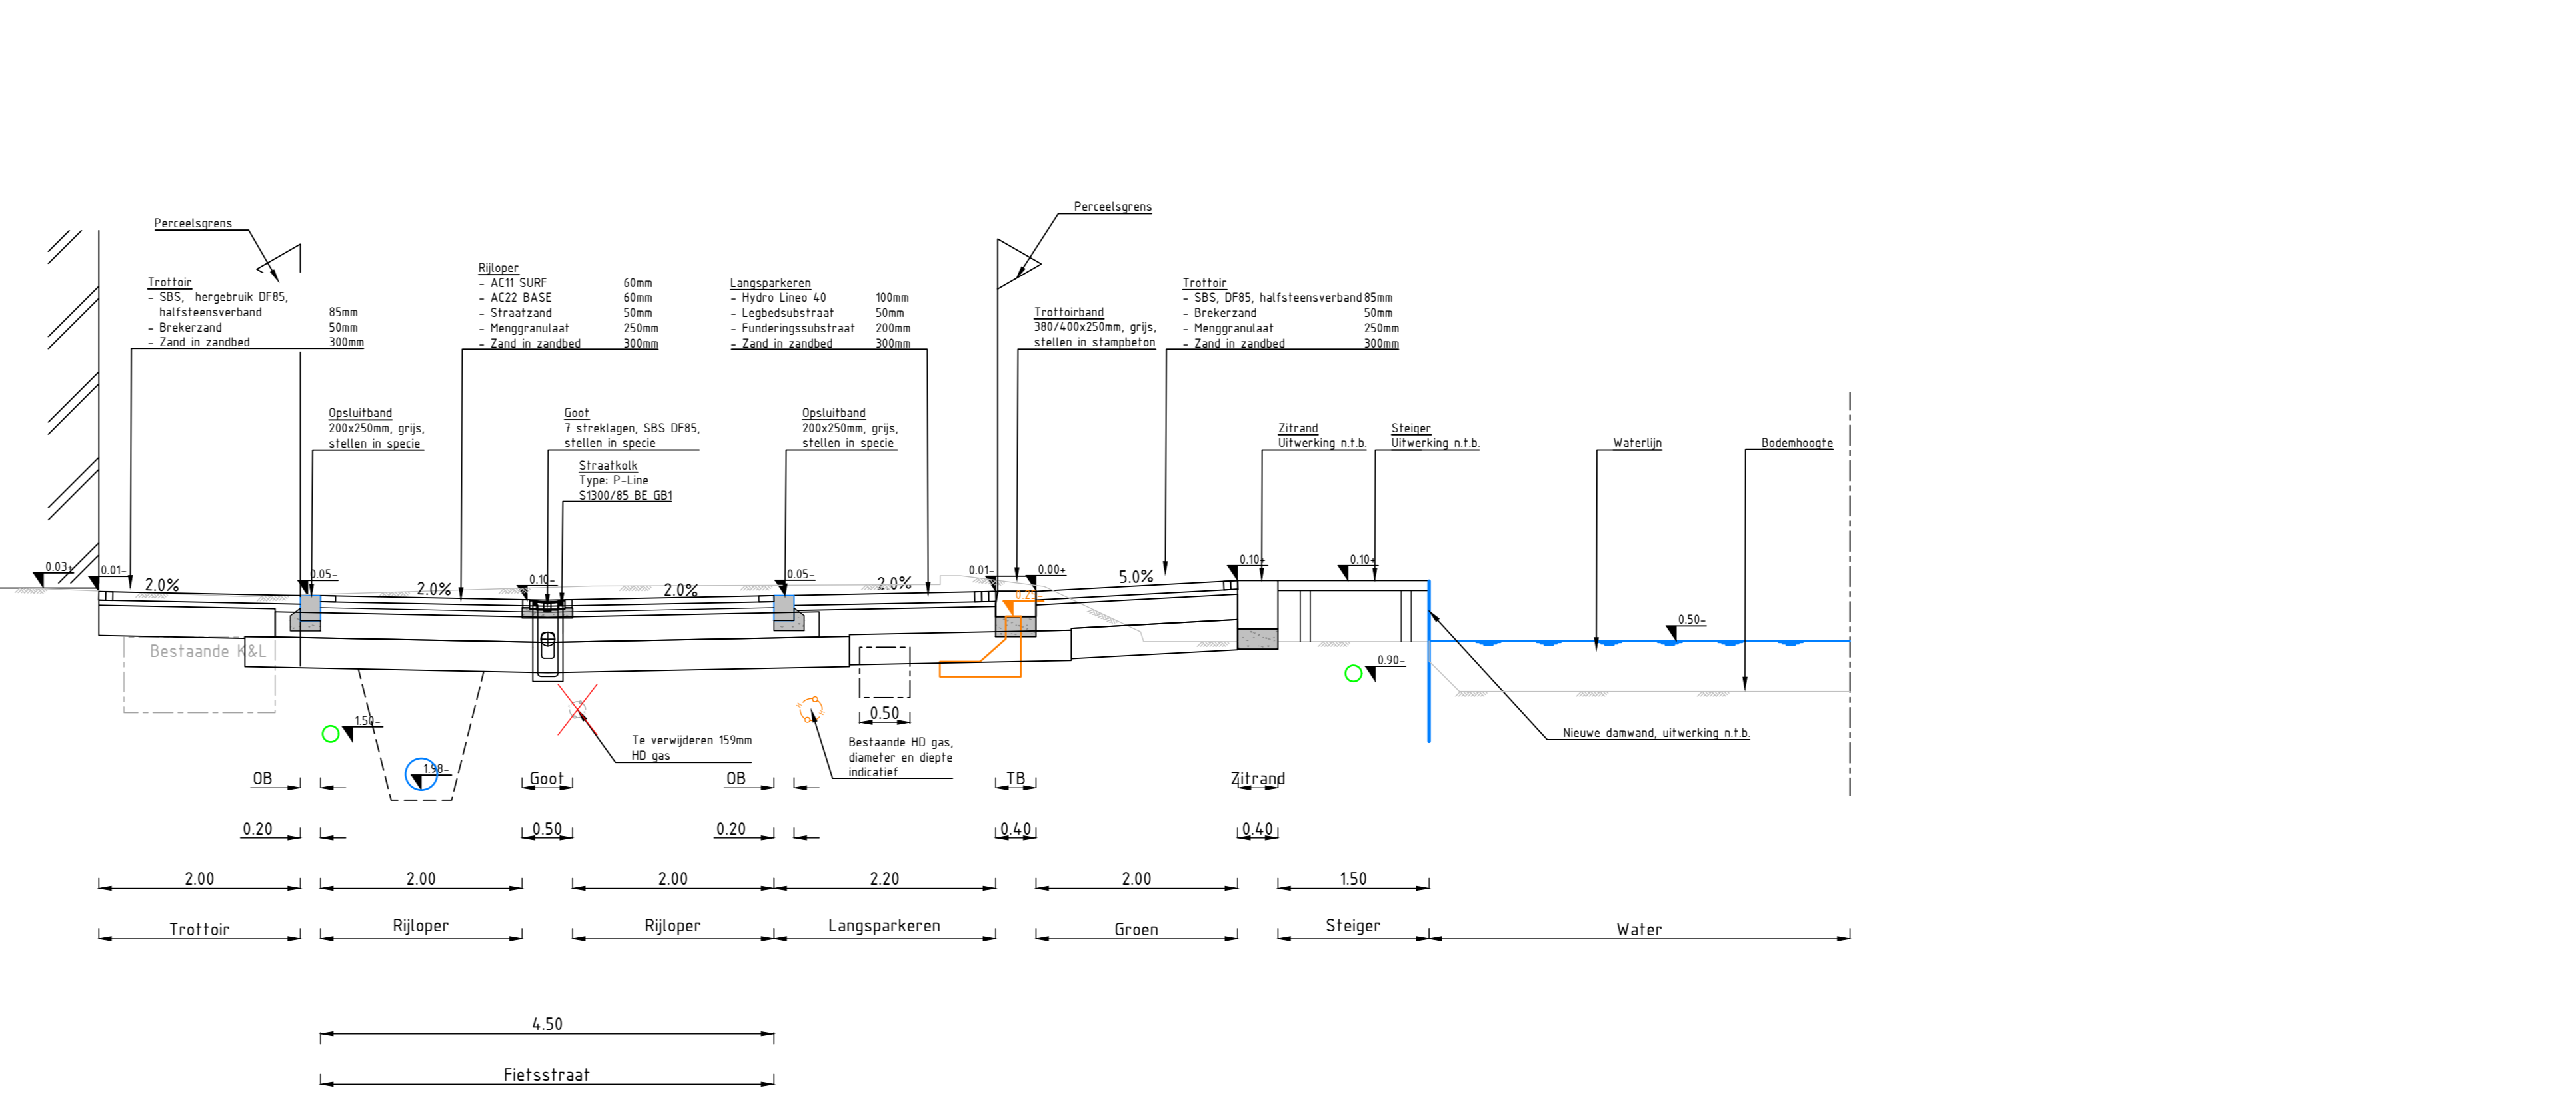 Perceelsgrens
Perceelsgrens
Trottoir
- SBS, hergebruik DF85,
halfsteensverband 85mm
- Brekerzand 50mm
- Zand in zandbed 300mm
Rijloper
- AC11 SURF 60mm
- AC22 BASE 60mm
- Straatzand 50mm
- Menggranulaat 250mm
- Zand in zandbed 300mm
Langsparkeren
- Hydro Lineo 40 100mm
- Legbedsubstraat 50mm
- Funderingssubstraat 200mm
- Zand in zandbed 300mm
Trottoirband
380/400x250mm, grijs,
stellen in stampbeton
Trottoir
- SBS, DF85, halfsteensverband 85mm
- Brekerzand 50mm
- Menggranulaat 250mm
- Zand in zandbed 300mm
Opsluitband
200x250mm, grijs,
stellen in specie
Goot
7 streklagen, SBS DF85,
stellen in specie
Straatkolk
Type: P-Line
S1300/85 BE GB1
Opsluitband
200x250mm, grijs,
stellen in specie
Zitrand
Uitwerking n.t.b.
Steiger
Uitwerking n.t.b.
Waterlijn
Bodemhoogte
0.03+ 0.01- 2.0% 0.05- 2.0% 0.10- 2.0% 0.05- 2.0% 0.01- 0.00+ 5.0% 0.10+ 0.10+
0.25-
0.50-
Bestaande K&L
0.90-
0.50
1.50-
1.98-
Te verwijderen 159mm
HD gas
Bestaande HD gas,
diameter en diepte
indicatief
Nieuwe damwand, uitwerking n.t.b.
OB Goot OB TB Zitrand
0.20 0.50 0.20 0.40 0.40
2.00 2.00 2.00 2.20 2.00 1.50
Trottoir Rijloper Rijloper Langsparkeren Groen Steiger Water
4.50
Fietsstraat